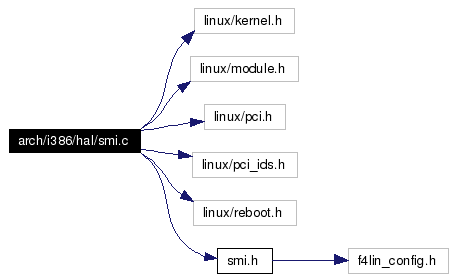 linux/kernel.h
linux/module.h
linux/pci.h
arch/i386/hal/smi.c
linux/pci_ids.h
linux/reboot.h
smi.h
f4lin_config.h